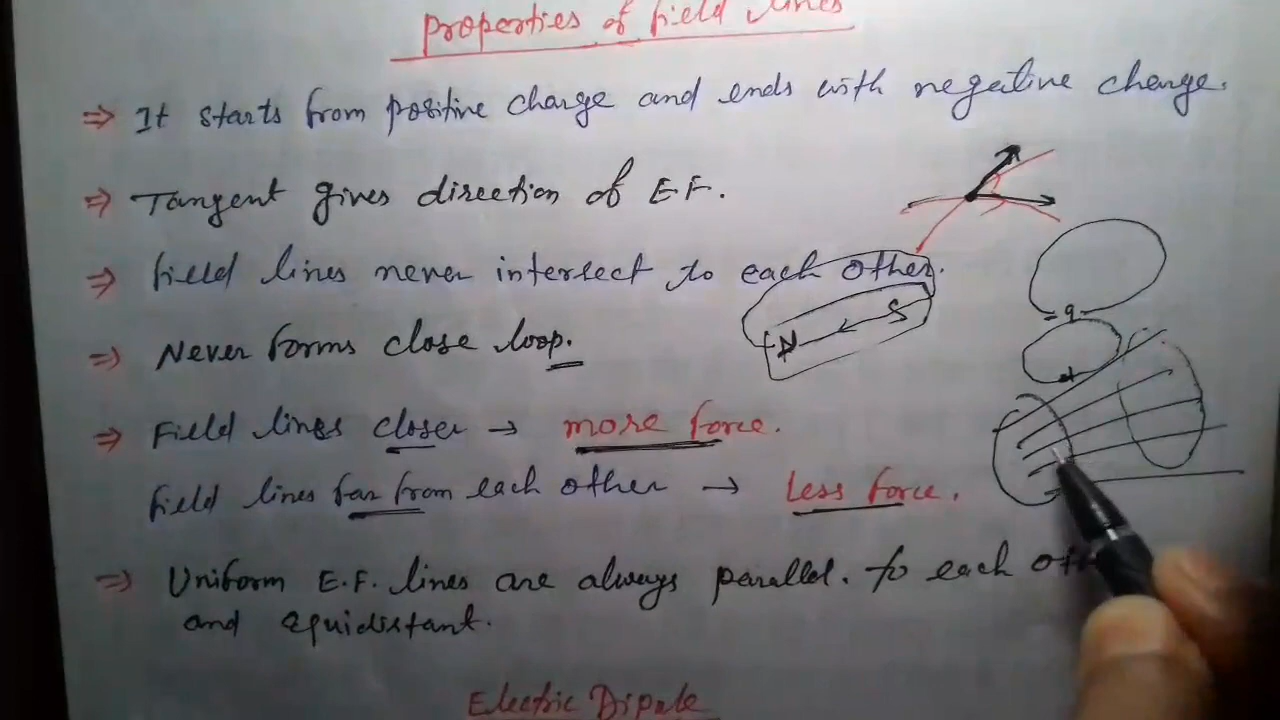 Properties of field lines
⇒ It starts from positive charge and ends with negative charge.
⇒ Tangent gives direction of E.F.
⇒ field lines never intersect to each other.
⇒ Never forms close loop.
⇒ Field lines closer → more force.
field lines far from each other → Less force.
⇒ Uniform E.F. lines are always parallel. to each
and equidistant.
Electric Dipole
N
S
q